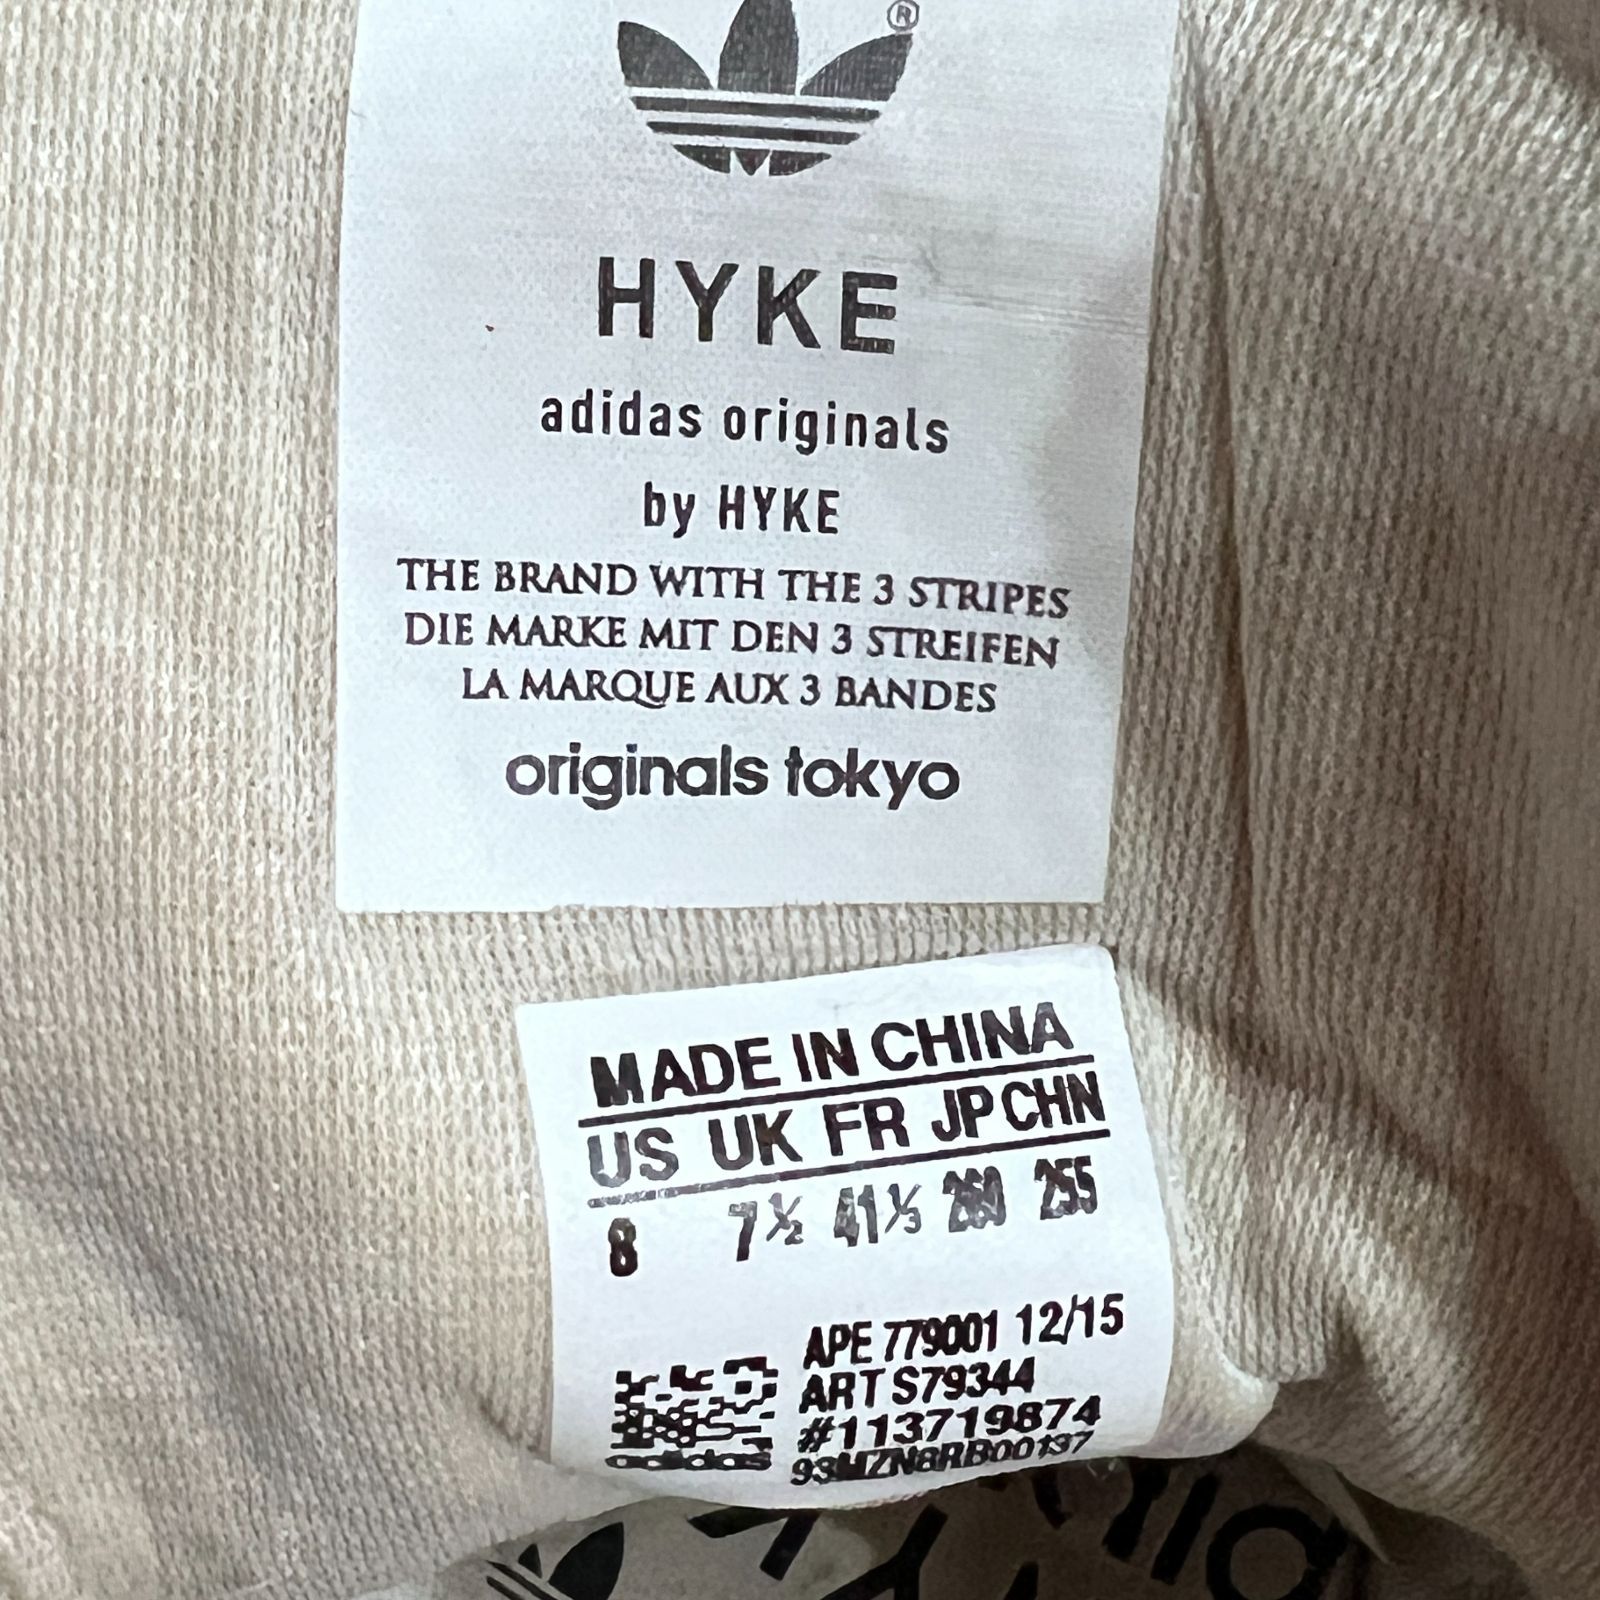 ®
HYKE
adidas originals
by HYKE
THE BRAND WITH THE 3 STRIPES
DIE MARKE MIT DEN 3 STREIFEN
LA MARQUE AUX 3 BANDES
originals tokyo
MADE IN CHINA
US UK FR JP CHN
8 7½ 41⅓ 260 255
APE 779001 12/15
ART S79344
#113719874
adidas